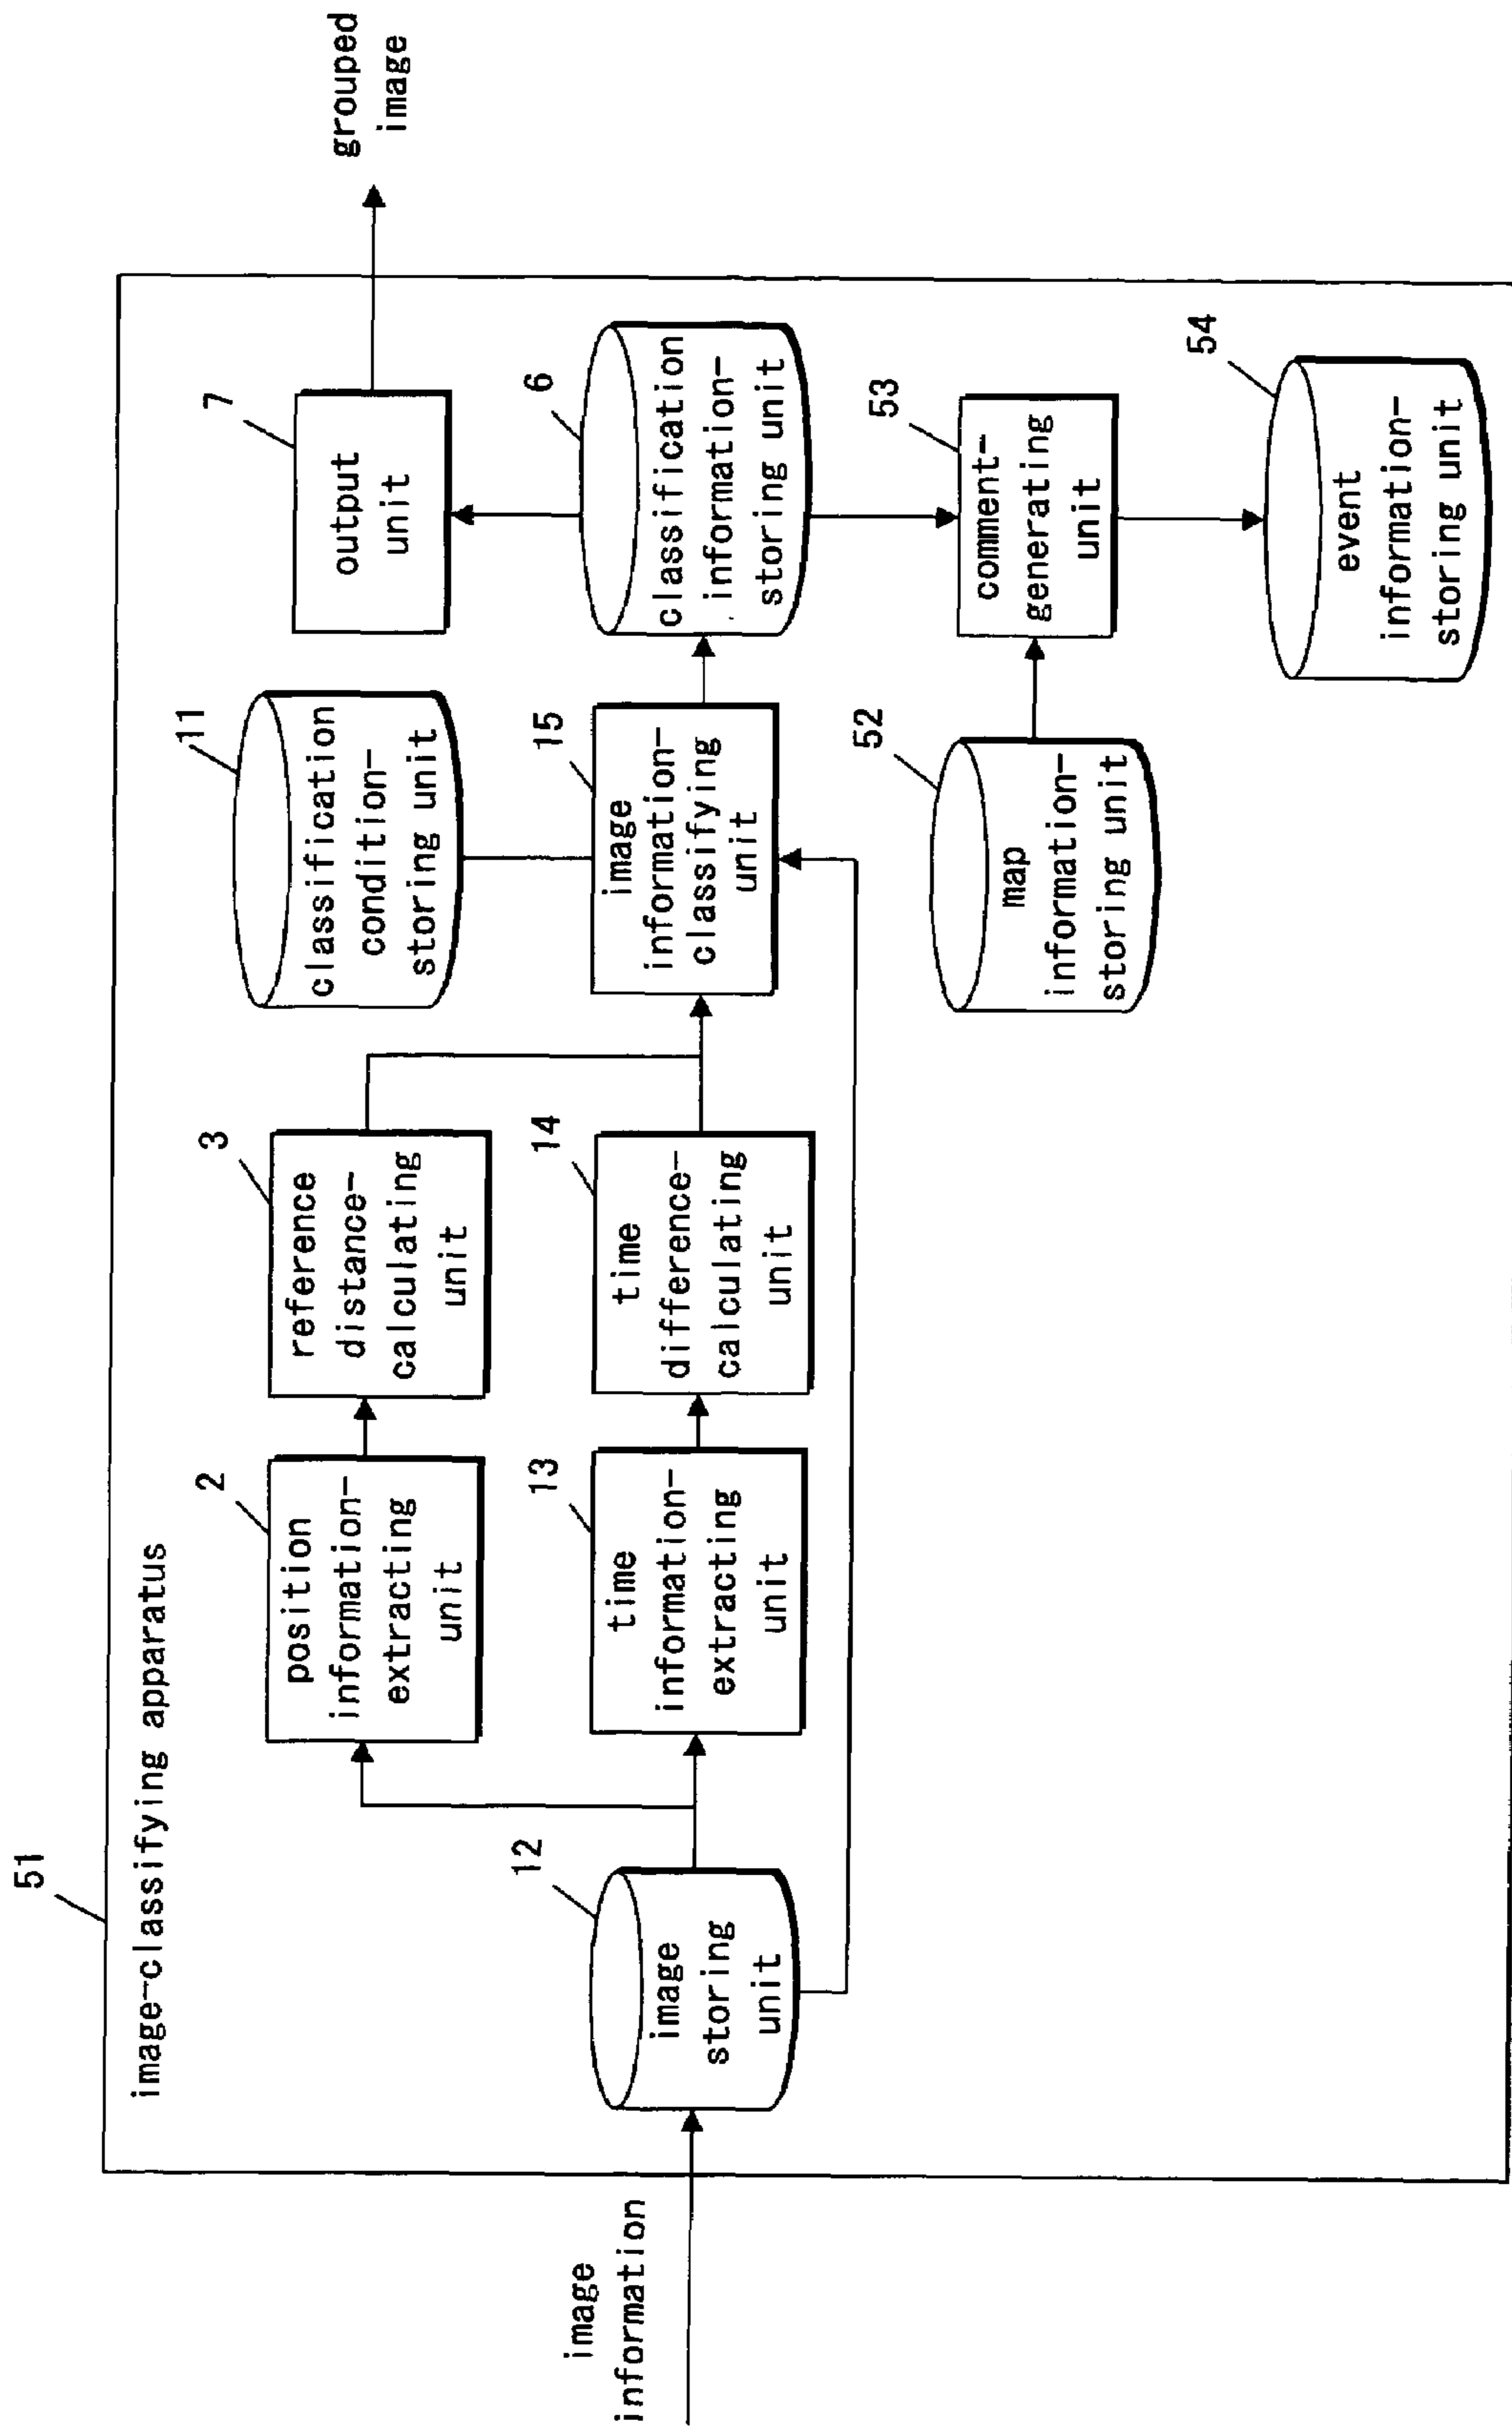 51
image-classifying apparatus
image
information
12
image
storing
unit
2
position
information-
extracting
unit
13
time
information-
extracting
unit
3
reference
distance-
calculating
unit
14
time
difference-
calculating
unit
11
classification
condition-
storing unit
15
image
information-
classifying
unit
7
output
unit
6
classification
information-
storing unit
grouped
image
52
map
information-
storing unit
53
comment-
generating
unit
54
event
information-
storing unit